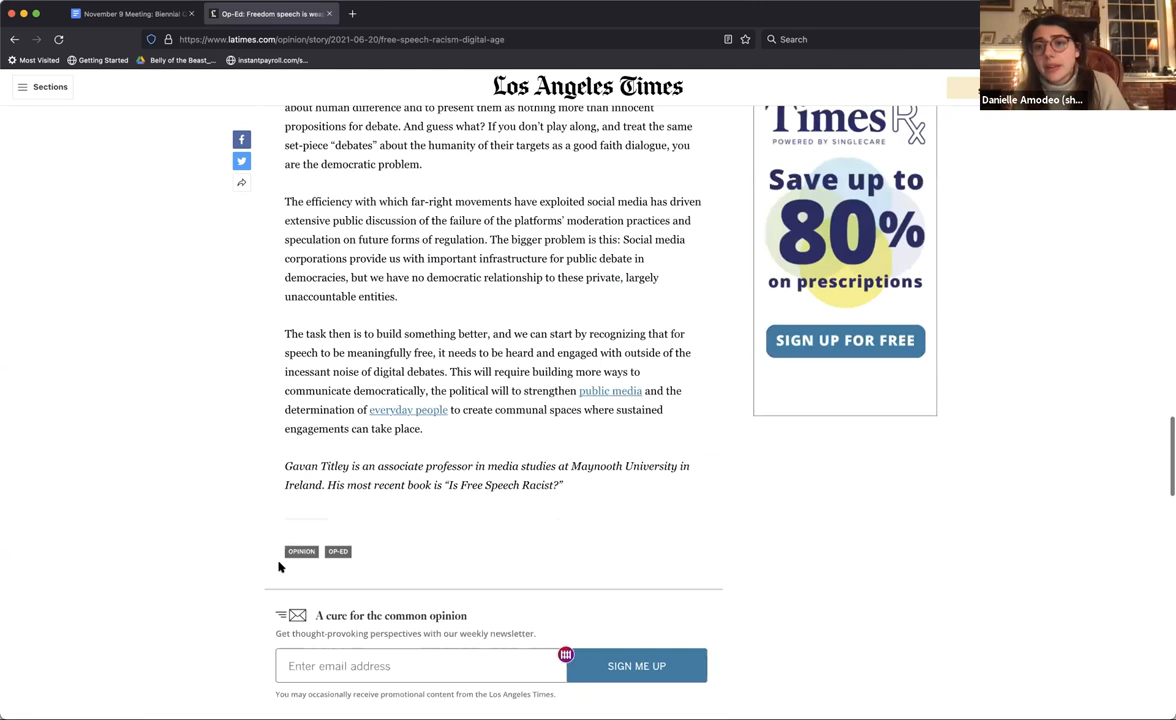 November 9 Meeting: Biennial
Op-Ed: Freedom speech is wea
https://www.latimes.com/opinion/story/2021-06-20/free-speech-racism-digital-age
Search
Most Visited
Getting Started
Belly of the Beast_...
instantpayroll.com/s...
Danielle Amodeo (sh...
Sections
Los Angeles Times
about human difference and to present them as nothing more than innocent
propositions for debate. And guess what? If you don't play along, and treat the same
set-piece "debates" about the humanity of their targets as a good faith dialogue, you
are the democratic problem.
The efficiency with which far-right movements have exploited social media has driven
extensive public discussion of the failure of the platforms' moderation practices and
speculation on future forms of regulation. The bigger problem is this: Social media
corporations provide us with important infrastructure for public debate in
democracies, but we have no democratic relationship to these private, largely
unaccountable entities.
The task then is to build something better, and we can start by recognizing that for
speech to be meaningfully free, it needs to be heard and engaged with outside of the
incessant noise of digital debates. This will require building more ways to
communicate democratically, the political will to strengthen public media and the
determination of everyday people to create communal spaces where sustained
engagements can take place.
Gavan Titley is an associate professor in media studies at Maynooth University in
Ireland. His most recent book is "Is Free Speech Racist?"
OPINION OP-ED
A cure for the common opinion
Get thought-provoking perspectives with our weekly newsletter.
Enter email address
SIGN ME UP
You may occasionally receive promotional content from the Los Angeles Times.
Times Rx
POWERED BY SINGLECARE
Save up to
80%
on prescriptions
SIGN UP FOR FREE